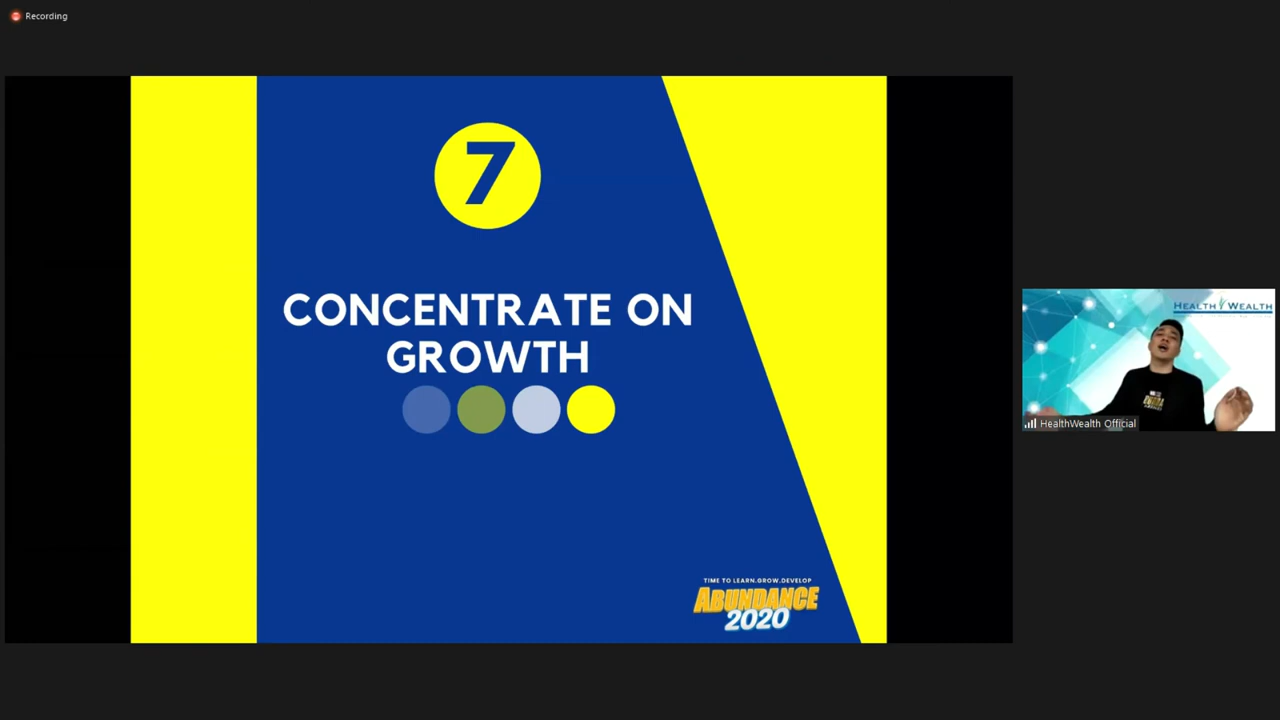 Recording
7
CONCENTRATE ON
GROWTH
TIME TO LEARN.GROW.DEVELOP
ABUNDANCE
2020
HEALTH WEALTH
HealthWealth Official